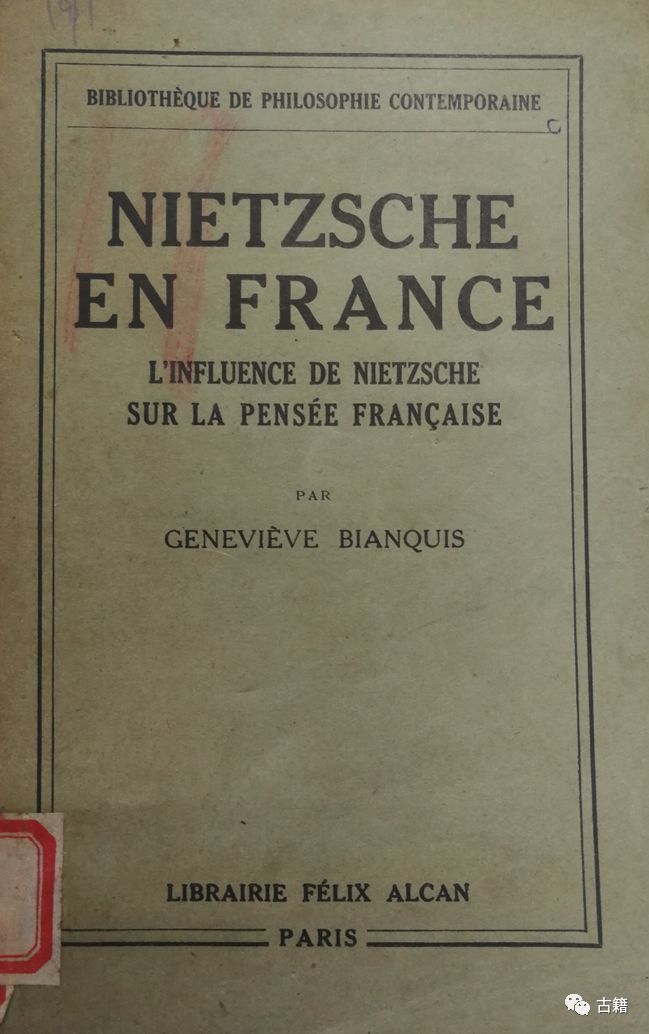 BIBLIOTHÈQUE DE PHILOSOPHIE CONTEMPORAINE
NIETZSCHE
EN FRANCE
L'INFLUENCE DE NIETZSCHE
SUR LA PENSÉE FRANÇAISE
PAR
GENEVIÈVE BIANQUIS
LIBRAIRIE FÉLIX ALCAN
PARIS
古籍